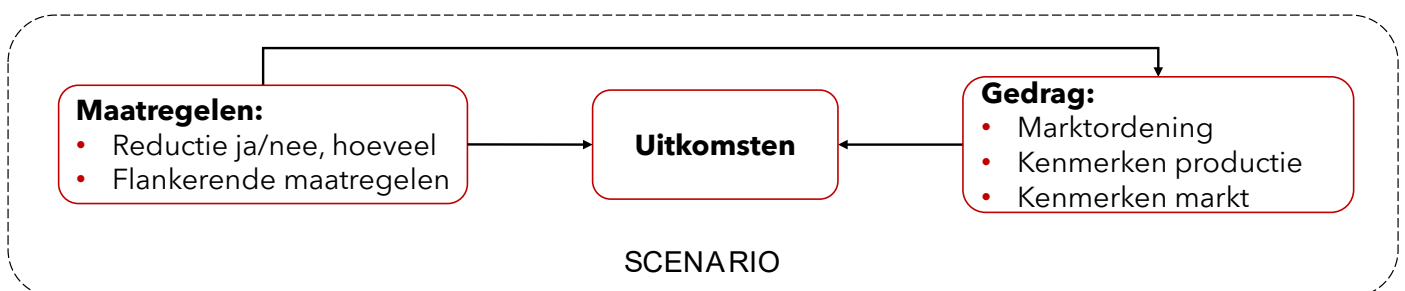 Maatregelen:
• Reductie ja/nee, hoeveel
• Flankerende maatregelen
Uitkomsten
Gedrag:
• Marktordening
• Kenmerken productie
• Kenmerken markt
SCENARIO